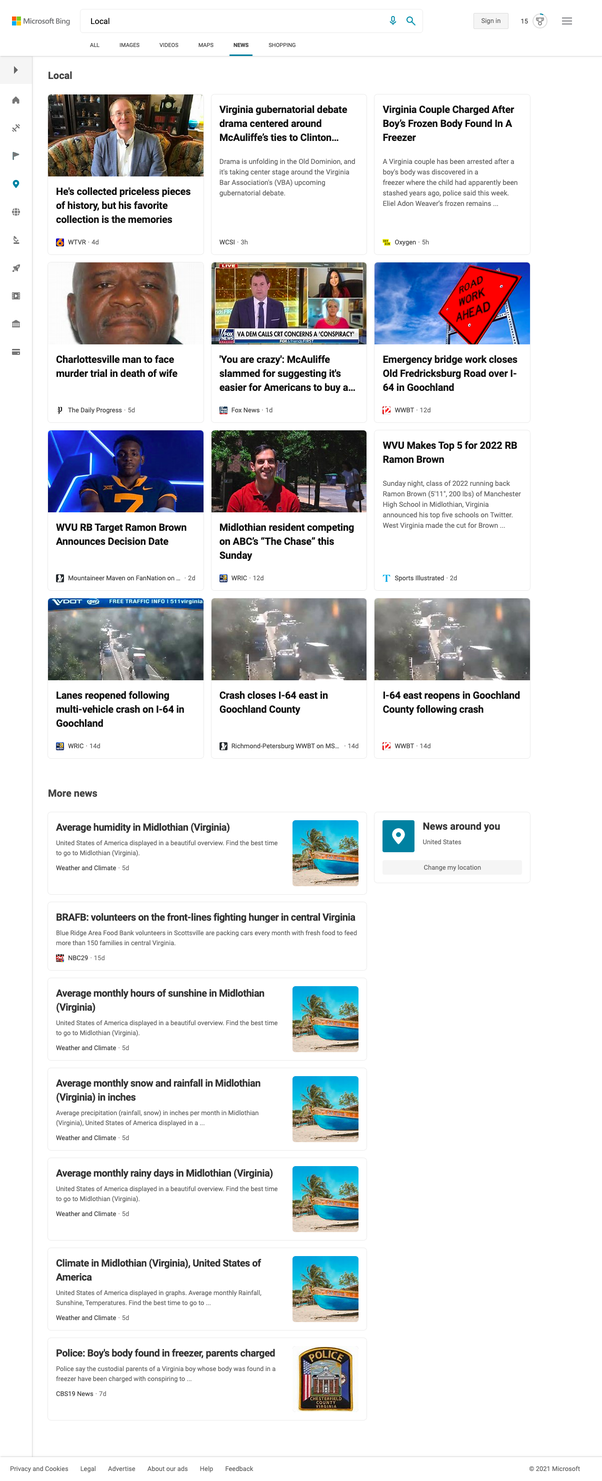 Microsoft Bing
Local
Sign in
15
ALL
IMAGES
VIDEOS
MAPS
NEWS
SHOPPING
Local
He's collected priceless pieces
of history, but his favorite
collection is the memories
WTVR · 4d
Virginia gubernatorial debate
drama centered around
McAuliffe's ties to Clinton...
Drama is unfolding in the Old Dominion, and
it's taking center stage around the Virginia
Bar Association's (VBA) upcoming
gubernatorial debate.
WCSI · 3h
Virginia Couple Charged After
Boy's Frozen Body Found In A
Freezer
A Virginia couple has been arrested after a
boy's body was discovered in a
freezer where the child had apparently been
stashed years ago, police said this week.
Eliel Adon Weaver's frozen remains ...
Oxygen · 5h
Charlottesville man to face
murder trial in death of wife
The Daily Progress · 5d
LIVE
FOX NEWS
VA DEM CALLS CRT CONCERNS A 'CONSPIRACY'
'You are crazy': McAuliffe
slammed for suggesting it's
easier for Americans to buy a...
Fox News · 1d
ROAD
WORK
AHEAD
Emergency bridge work closes
Old Fredricksburg Road over I-
64 in Goochland
WWBT · 12d
7
WVU RB Target Ramon Brown
Announces Decision Date
Mountaineer Maven on FanNation on ... · 2d
Midlothian resident competing
on ABC's “The Chase” this
Sunday
WRIC · 12d
WVU Makes Top 5 for 2022 RB
Ramon Brown
Sunday night, class of 2022 running back
Ramon Brown (5'11", 200 lbs) of Manchester
High School in Midlothian, Virginia
announced his top five schools on Twitter.
West Virginia made the cut for Brown ...
Sports Illustrated · 2d
VDOT FREE TRAFFIC INFO | 511virginia
Lanes reopened following
multi-vehicle crash on I-64 in
Goochland
WRIC · 14d
Crash closes I-64 east in
Goochland County
Richmond-Petersburg WWBT on MS... · 14d
I-64 east reopens in Goochland
County following crash
WWBT · 14d
More news
Average humidity in Midlothian (Virginia)
United States of America displayed in a beautiful overview. Find the best time
to go to Midlothian (Virginia).
Weather and Climate · 5d
News around you
United States
Change my location
BRAFB: volunteers on the front-lines fighting hunger in central Virginia
Blue Ridge Area Food Bank volunteers in Scottsville are packing cars every month with fresh food to feed
more than 150 families in central Virginia.
NBC29 · 15d
Average monthly hours of sunshine in Midlothian
(Virginia)
United States of America displayed in a beautiful overview. Find the best time
to go to Midlothian (Virginia).
Weather and Climate · 5d
Average monthly snow and rainfall in Midlothian
(Virginia) in inches
Average precipitation (rainfall, snow) in inches per month in Midlothian
(Virginia), United States of America displayed in a ...
Weather and Climate · 5d
Average monthly rainy days in Midlothian (Virginia)
United States of America displayed in a beautiful overview. Find the best time
to go to Midlothian (Virginia).
Weather and Climate · 5d
Climate in Midlothian (Virginia), United States of
America
United States of America displayed in graphs. Average monthly Rainfall,
Sunshine, Temperatures. Find the best time to go to ...
Weather and Climate · 5d
Police: Boy's body found in freezer, parents charged
Police say the custodial parents of a Virginia boy whose body was found in a
freezer have been charged with conspiring to ...
CBS19 News · 7d
POLICE
CHESTERFIELD
COUNTY
VIRGINIA
Privacy and Cookies
Legal
Advertise
About our ads
Help
Feedback
© 2021 Microsoft